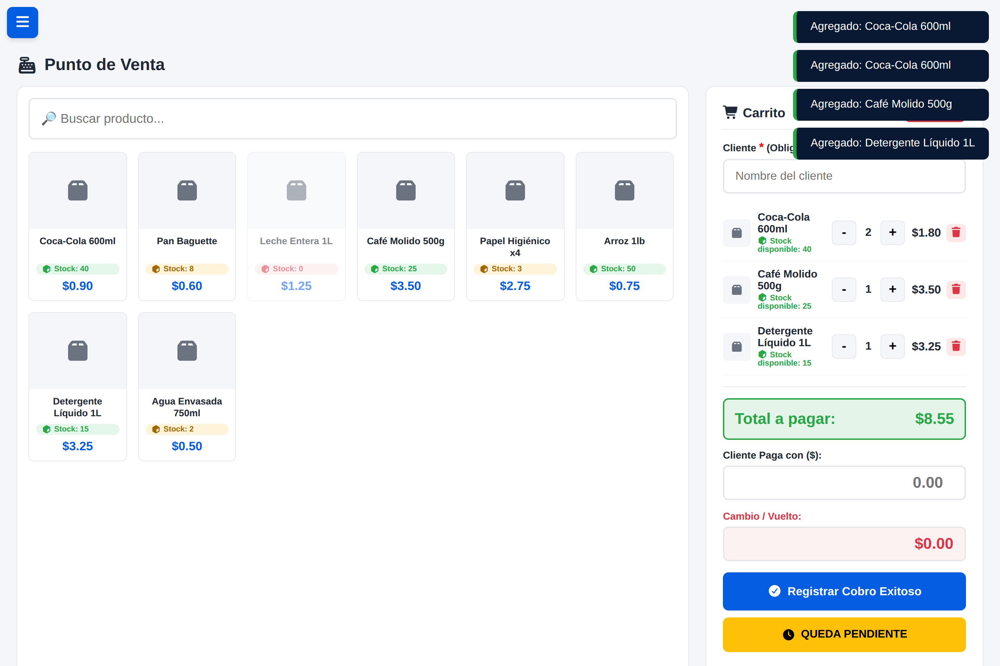 Punto de Venta
🔎 Buscar producto...
Coca-Cola 600ml
Stock: 40
$0.90
Pan Baguette
Stock: 8
$0.60
Leche Entera 1L
Stock: 0
$1.25
Café Molido 500g
Stock: 25
$3.50
Papel Higiénico
x4
Stock: 3
$2.75
Arroz 1lb
Stock: 50
$0.75
Detergente
Líquido 1L
Stock: 15
$3.25
Agua Envasada
750ml
Stock: 2
$0.50
Agregado: Coca-Cola 600ml
Agregado: Coca-Cola 600ml
Agregado: Café Molido 500g
Agregado: Detergente Líquido 1L
Carrito
Cliente * (Oblig
Nombre del cliente
Coca-Cola
600ml
Stock
disponible: 40
- 2 + $1.80
Café Molido
500g
Stock
disponible: 25
- 1 + $3.50
Detergente
Líquido 1L
Stock
disponible: 15
- 1 + $3.25
Total a pagar: $8.55
Cliente Paga con ($):
0.00
Cambio / Vuelto:
$0.00
Registrar Cobro Exitoso
QUEDA PENDIENTE